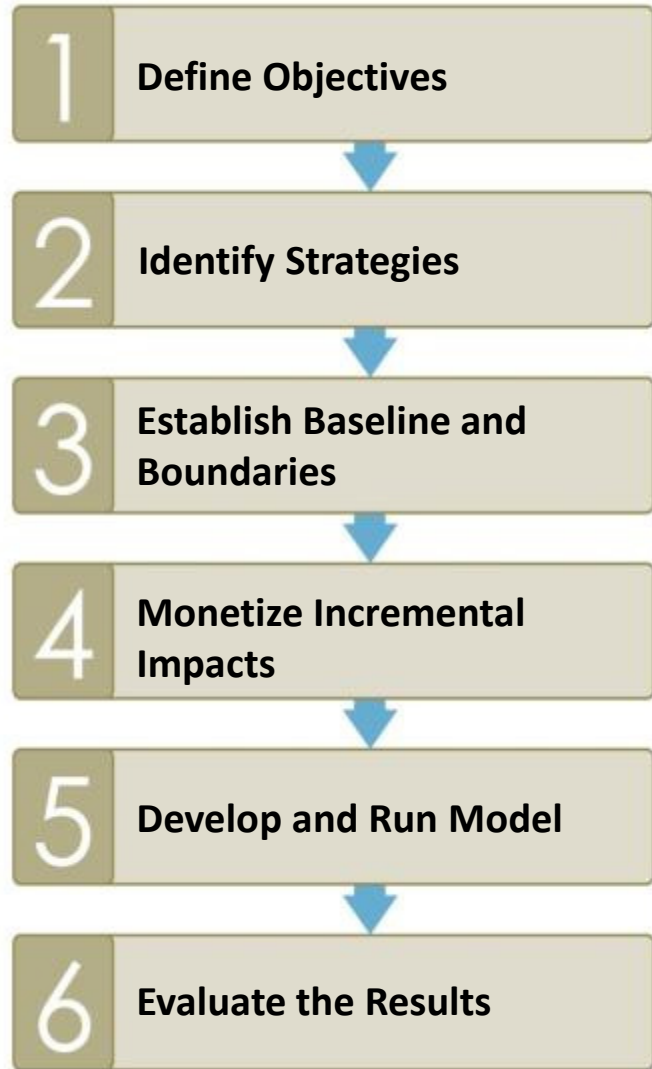 1
Define Objectives
2
Identify Strategies
3
Establish Baseline and
Boundaries
4
Monetize Incremental
Impacts
5
Develop and Run Model
6
Evaluate the Results